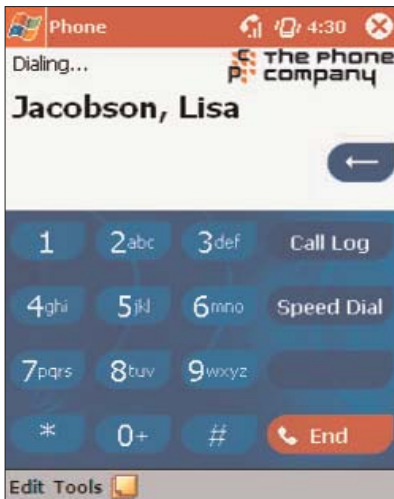 Phone 4:30
Dialing...
the phone
company
cp
Jacobson, Lisa
1 2abc 3def Call Log
4ghi 5jkl 6mno Speed Dial
7pqrs 8tuv 9wxyz
* 0+ # End
Edit Tools